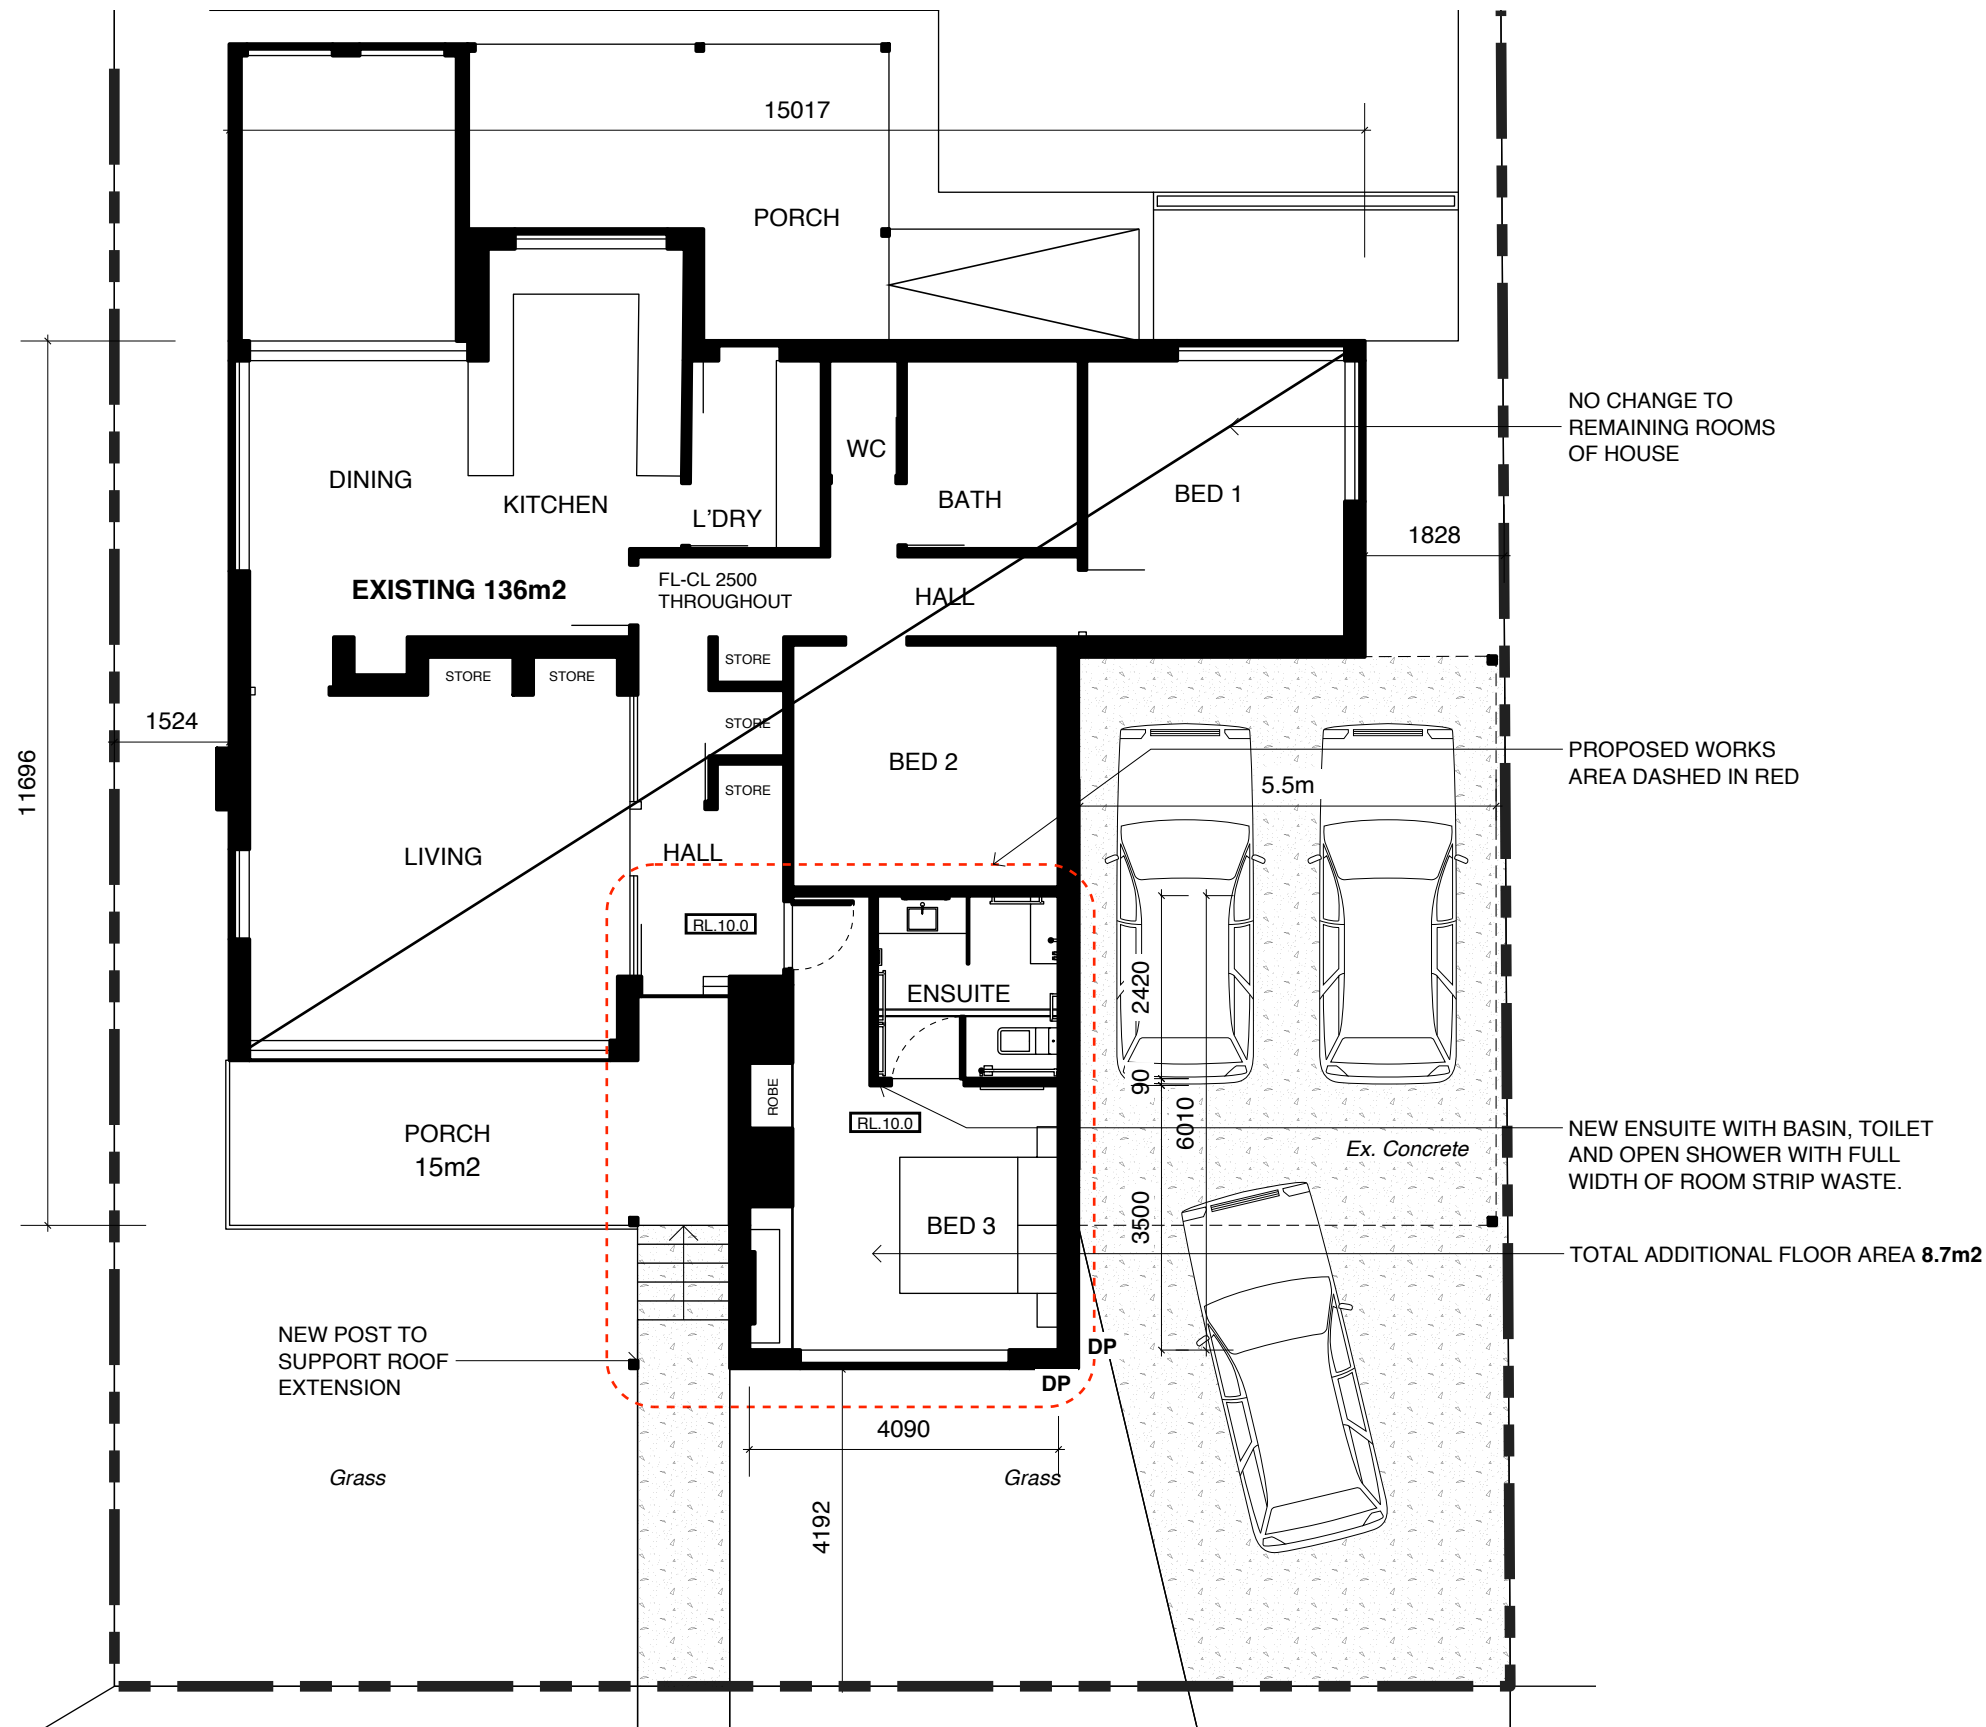 15017
PORCH
NO CHANGE TO
REMAINING ROOMS
OF HOUSE
WC
DINING
KITCHEN
L'DRY
BATH
BED 1
1828
EXISTING 136m2
FL-CL 2500
THROUGHOUT
HALL
STORE
STORE
STORE
STORE
STORE
1524
11696
BED 2
PROPOSED WORKS
AREA DASHED IN RED
5.5m
LIVING
HALL
RL.10.0
ENSUITE
2420
90
6010
3500
ROBE
RL.10.0
PORCH
15m2
Ex. Concrete
NEW ENSUITE WITH BASIN, TOILET
AND OPEN SHOWER WITH FULL
WIDTH OF ROOM STRIP WASTE.
BED 3
TOTAL ADDITIONAL FLOOR AREA 8.7m2
NEW POST TO
SUPPORT ROOF
EXTENSION
DP
DP
4090
Grass
Grass
4192